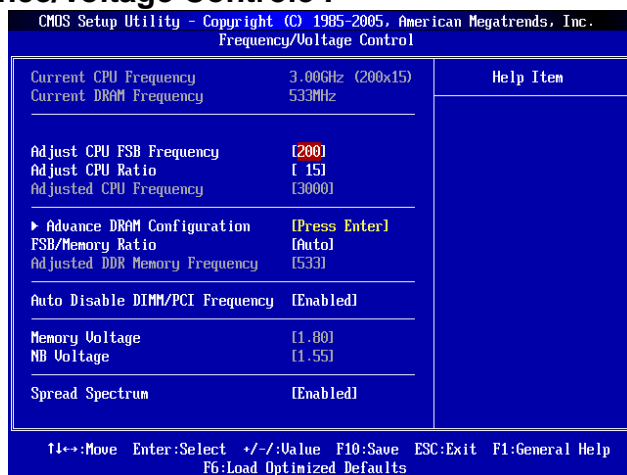 CMOS Setup Utility - Copyright (C) 1985-2005, American Megatrends, Inc.
Frequency/Voltage Control
Current CPU Frequency 3.00GHz (200x15) Help Item
Current DRAM Frequency 533MHz
Adjust CPU FSB Frequency [200]
Adjust CPU Ratio [ 15]
Adjusted CPU Frequency [3000]
▶ Advance DRAM Configuration [Press Enter]
FSB/Memory Ratio [Auto]
Adjusted DDR Memory Frequency [533]
Auto Disable DIMM/PCI Frequency [Enabled]
Memory Voltage [1.80]
NB Voltage [1.55]
Spread Spectrum [Enabled]
↑↓←→:Move Enter:Select +/-/:Value F10:Save ESC:Exit F1:General Help
F6:Load Optimized Defaults